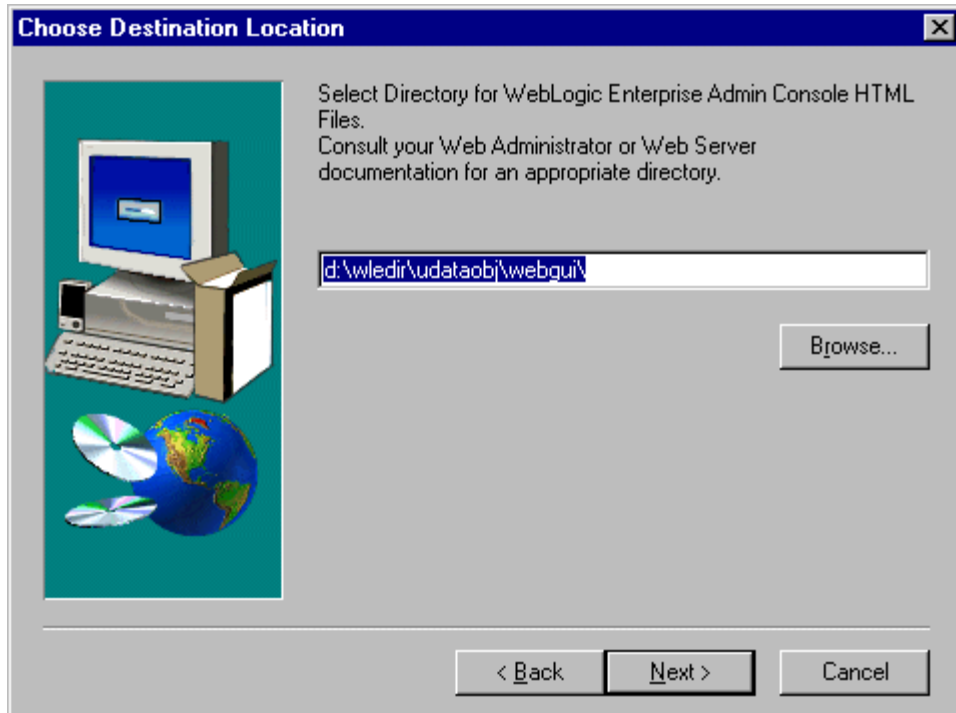 Choose Destination Location
Select Directory for WebLogic Enterprise Admin Console HTML
Files.
Consult your Web Administrator or Web Server
documentation for an appropriate directory.
d:\wledir\udataobj\webgui\
Browse...
< Back
Next >
Cancel